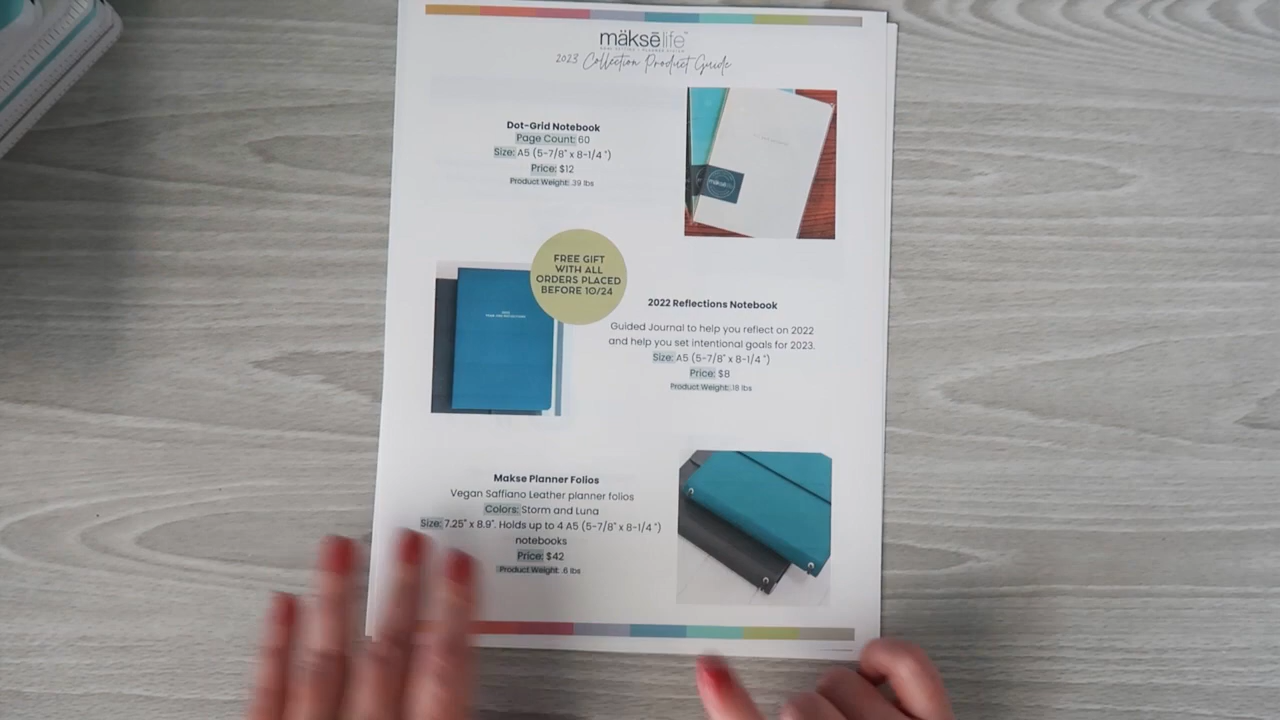 mäksēlife™
2023 Collection Product Guide
Dot-Grid Notebook
Page Count: 60
Size: A5 (5-7/8" x 8-1/4 ")
Price: $12
Product Weight: .39 lbs
mäksēlife
FREE GIFT
WITH ALL
ORDERS PLACED
BEFORE 10/24
2022 Reflections Notebook
Guided Journal to help you reflect on 2022
and help you set intentional goals for 2023.
Size: A5 (5-7/8" x 8-1/4 ")
Price: $8
Product Weight: .18 lbs
Makse Planner Folios
Vegan Saffiano Leather planner folios
Colors: Storm and Luna
Size: 7.25" x 8.9". Holds up to 4 A5 (5-7/8" x 8-1/4 ")
notebooks
Price: $42
Product Weight: .6 lbs